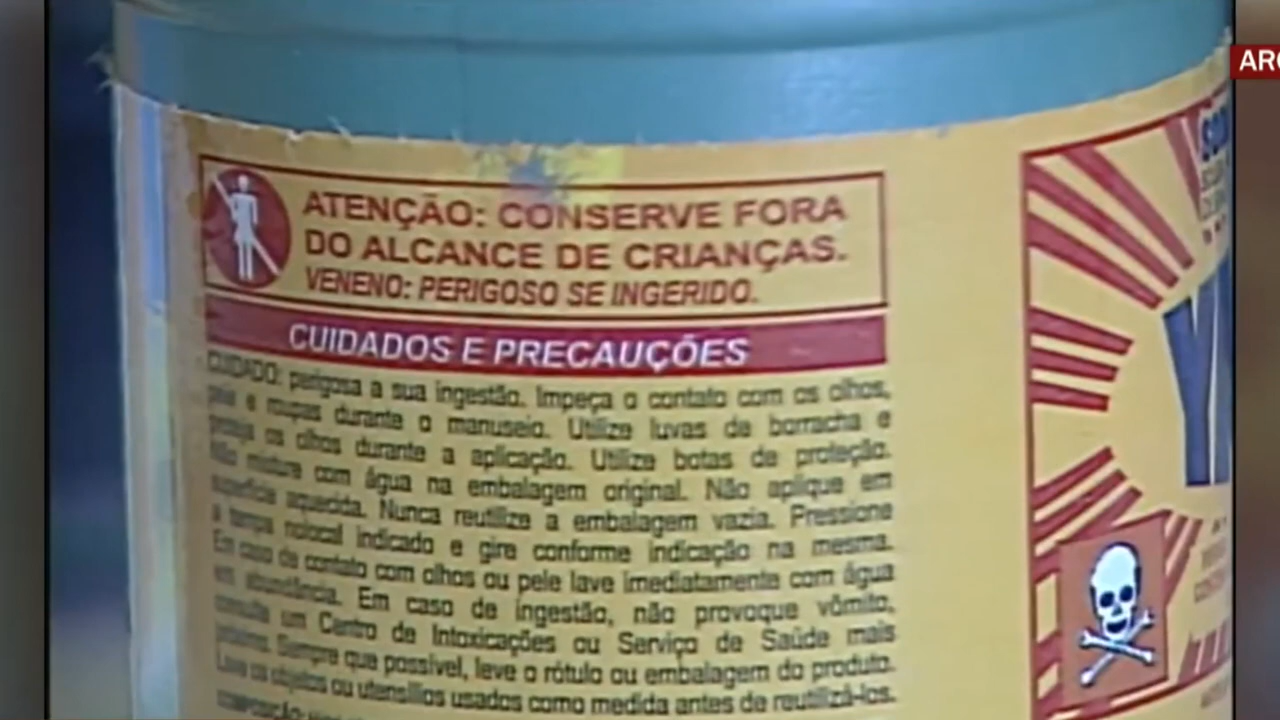 ARQ
ATENÇÃO: CONSERVE FORA
DO ALCANCE DE CRIANÇAS.
VENENO: PERIGOSO SE INGERIDO.
CUIDADOS E PRECAUÇÕES
CUIDADO: perigosa a sua ingestão. Impeça o contato com os olhos,
pele e roupas durante o manuseio. Utilize luvas de borracha e
proteja os olhos durante a aplicação. Utilize botas de proteção.
Não misture com água na embalagem original. Não aplique em
superfície aquecida. Nunca reutilize a embalagem vazia. Pressione
a tampa no local indicado e gire conforme indicação na mesma.
Em caso de contato com olhos ou pele lave imediatamente com água
em abundância. Em caso de ingestão, não provoque vômito,
consulte um Centro de Intoxicações ou Serviço de Saúde mais
próximo. Sempre que possível, leve o rótulo ou embalagem do produto.
Lave os objetos ou utensílios usados como medida antes de reutilizá-los.
COMPOSIÇÃO: